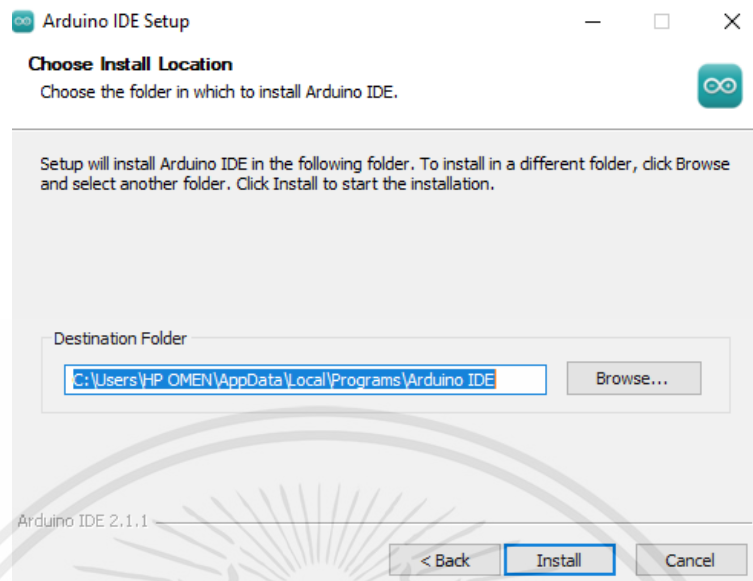 Arduino IDE Setup
Choose Install Location
Choose the folder in which to install Arduino IDE.
Setup will install Arduino IDE in the following folder. To install in a different folder, click Browse
and select another folder. Click Install to start the installation.
Destination Folder
C:\Users\HP OMEN\AppData\Local\Programs\Arduino IDE
Browse...
Arduino IDE 2.1.1
< Back
Install
Cancel